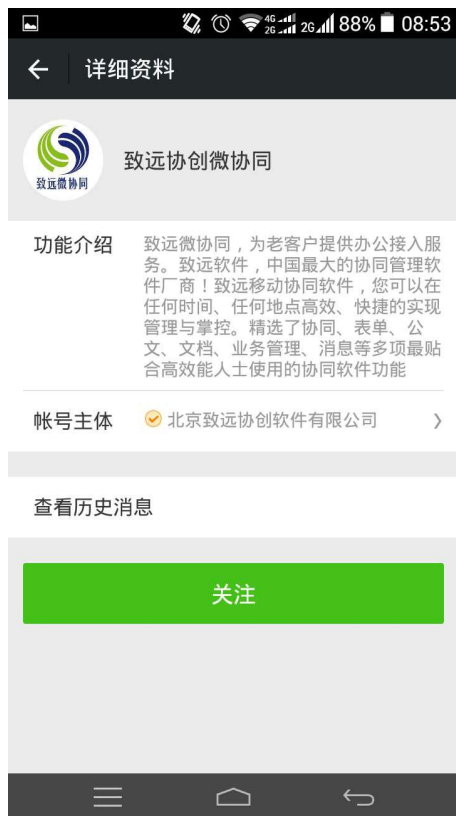 4G 2G 2G 88% 08:53
详细资料
致远微协同
致远协创微协同
功能介绍
致远微协同，为老客户提供办公接入服
务。致远软件，中国最大的协同管理软
件厂商！致远移动协同软件，您可以在
任何时间、任何地点高效、快捷的实现
管理与掌控。精选了协同、表单、公
文、文档、业务管理、消息等多项最贴
合高效能人士使用的协同软件功能
帐号主体 北京致远协创软件有限公司
查看历史消息
关注